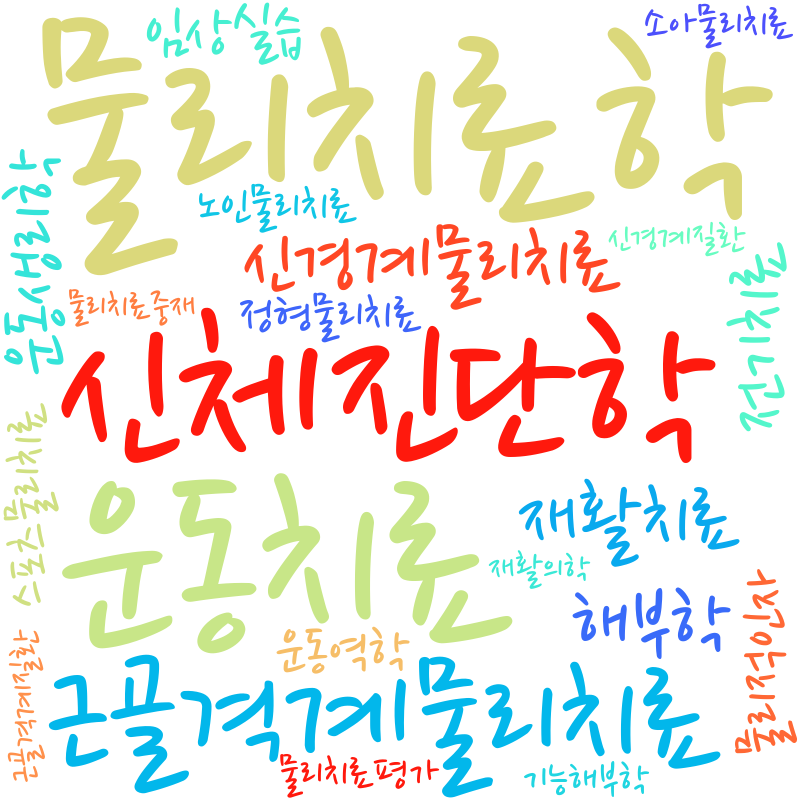 임상실습
소아물리치료
물리치료학
운동생리학
노인물리치료
신경계물리치료
신경계질환
물리치료중재
정형물리치료
전기치료
신체진단학
스포츠물리치료
운동치료
재활치료
재활의학
해부학
물리적인자
운동역학
근골격계질환
근골격계물리치료
물리치료평가
기능해부학